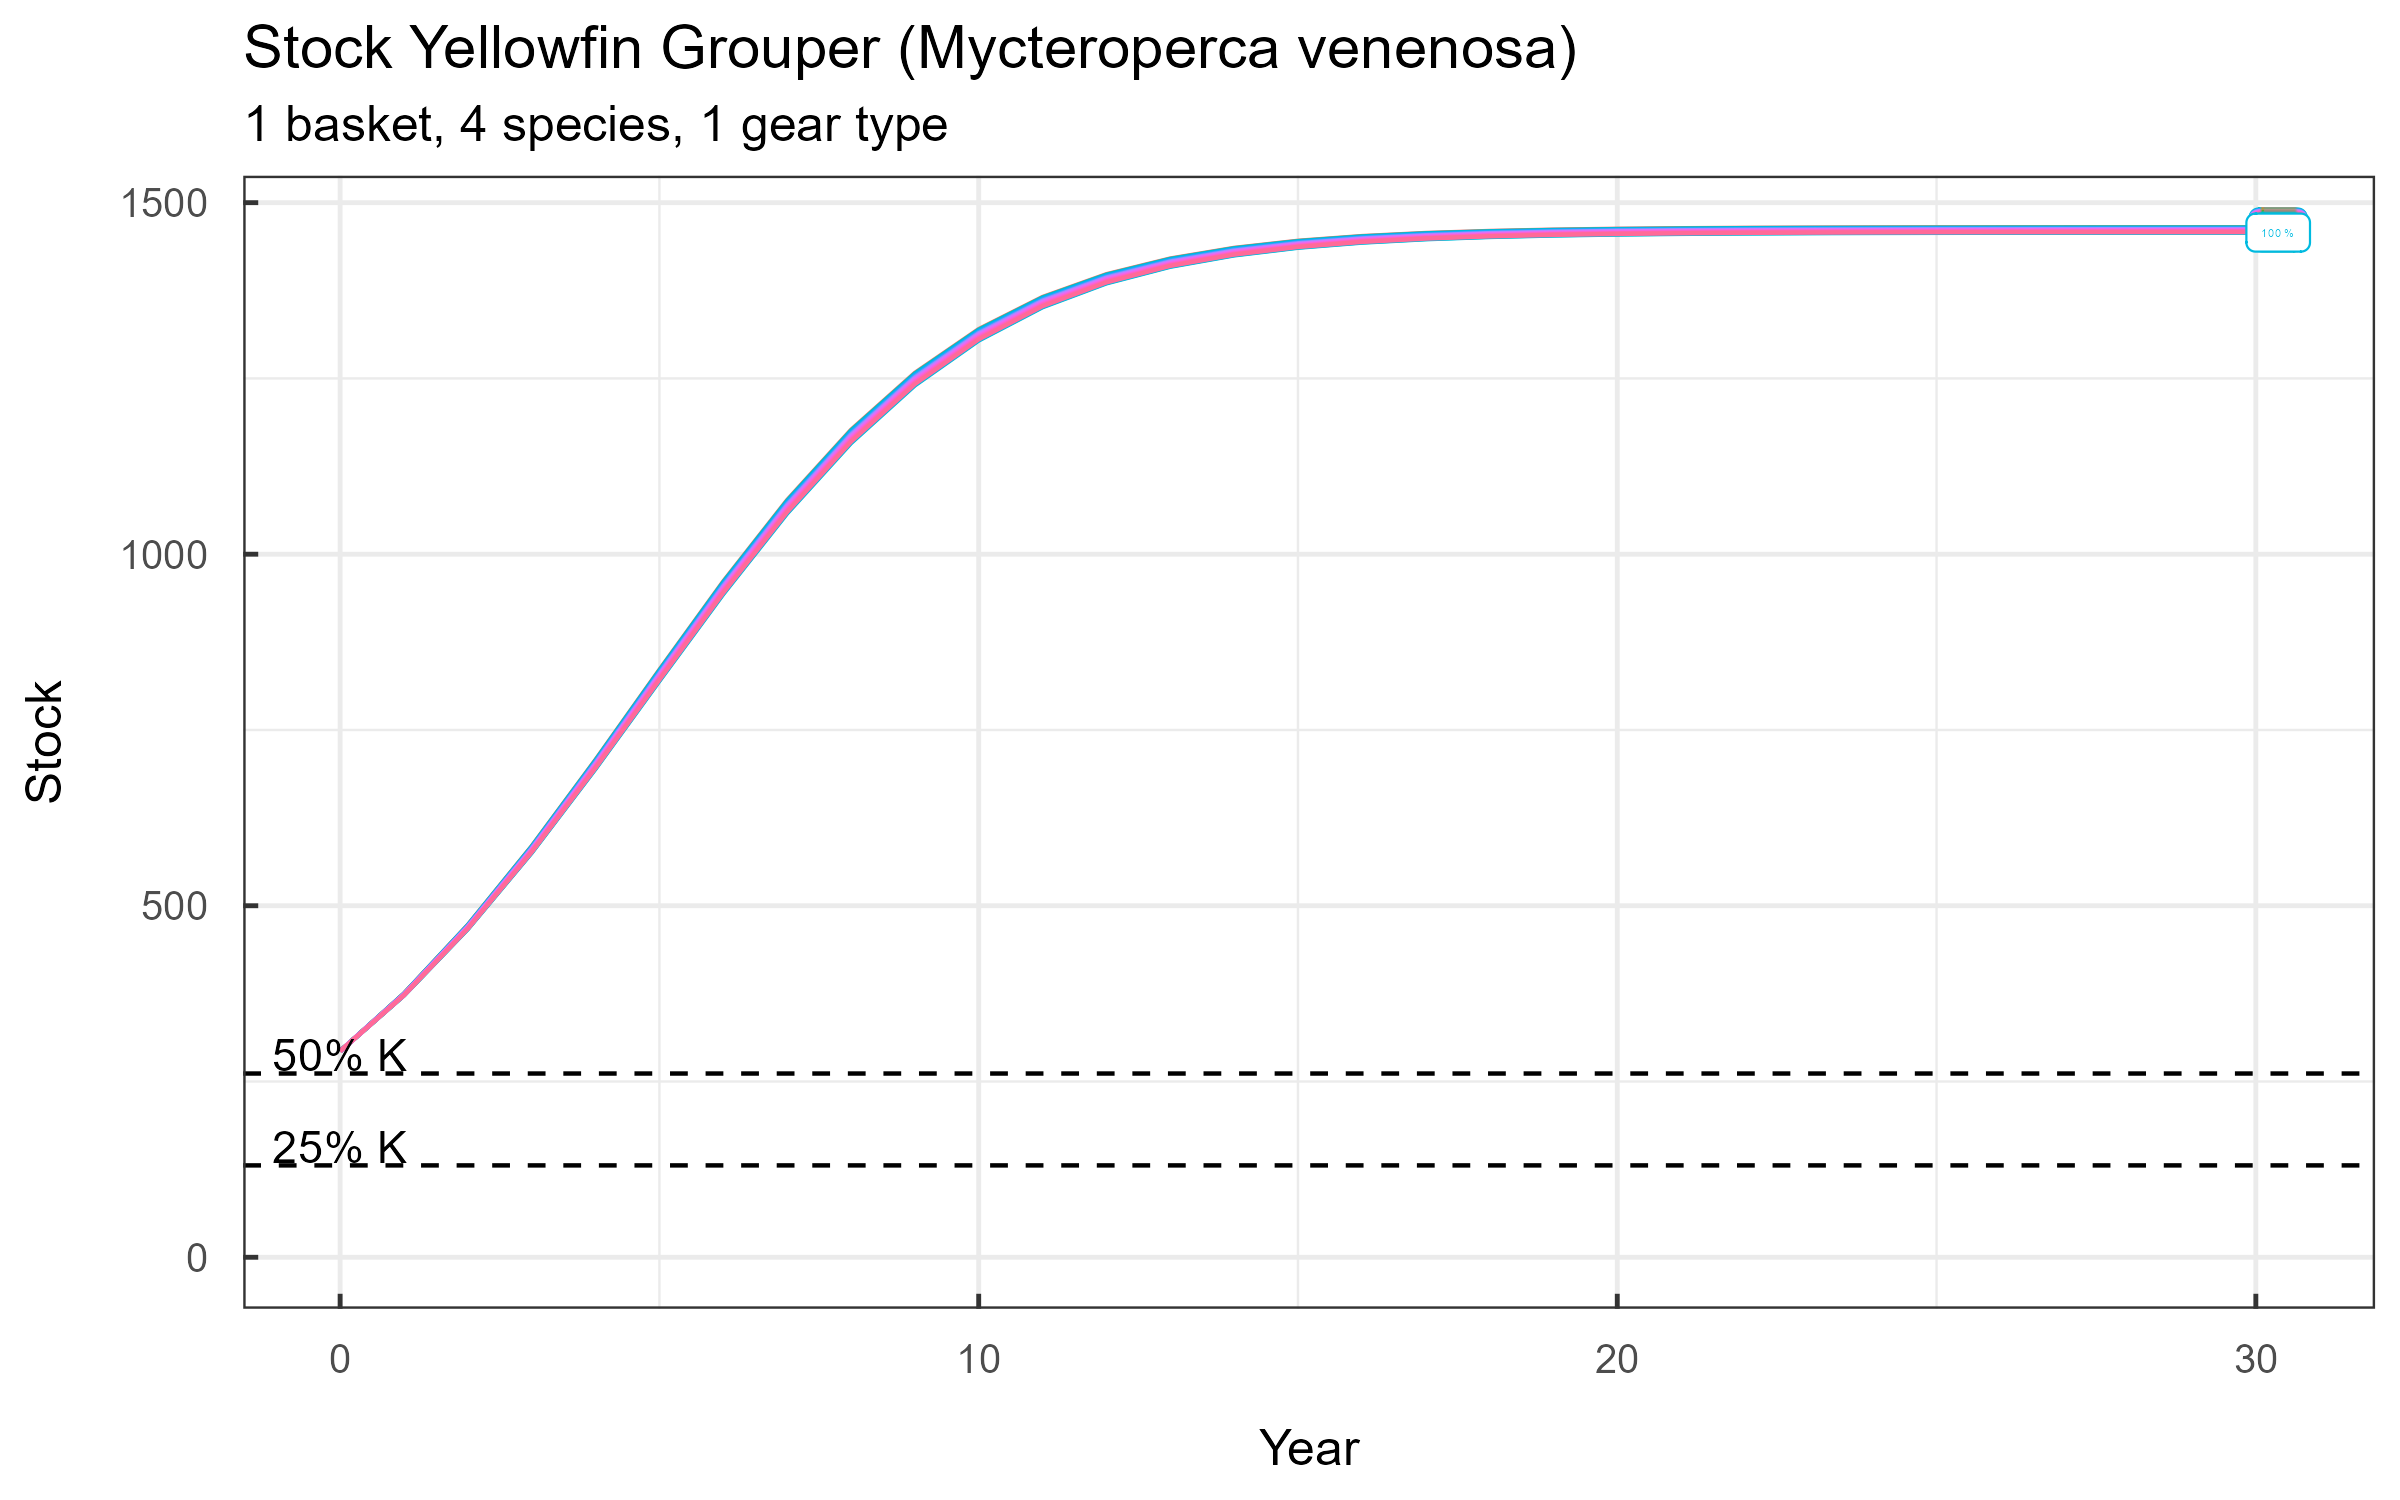 Stock Yellowfin Grouper (Mycteroperca venenosa)
1 basket, 4 species, 1 gear type
1500
100 %
1000
Stock
500
50% K
25% K
0
0 10 20 30
Year